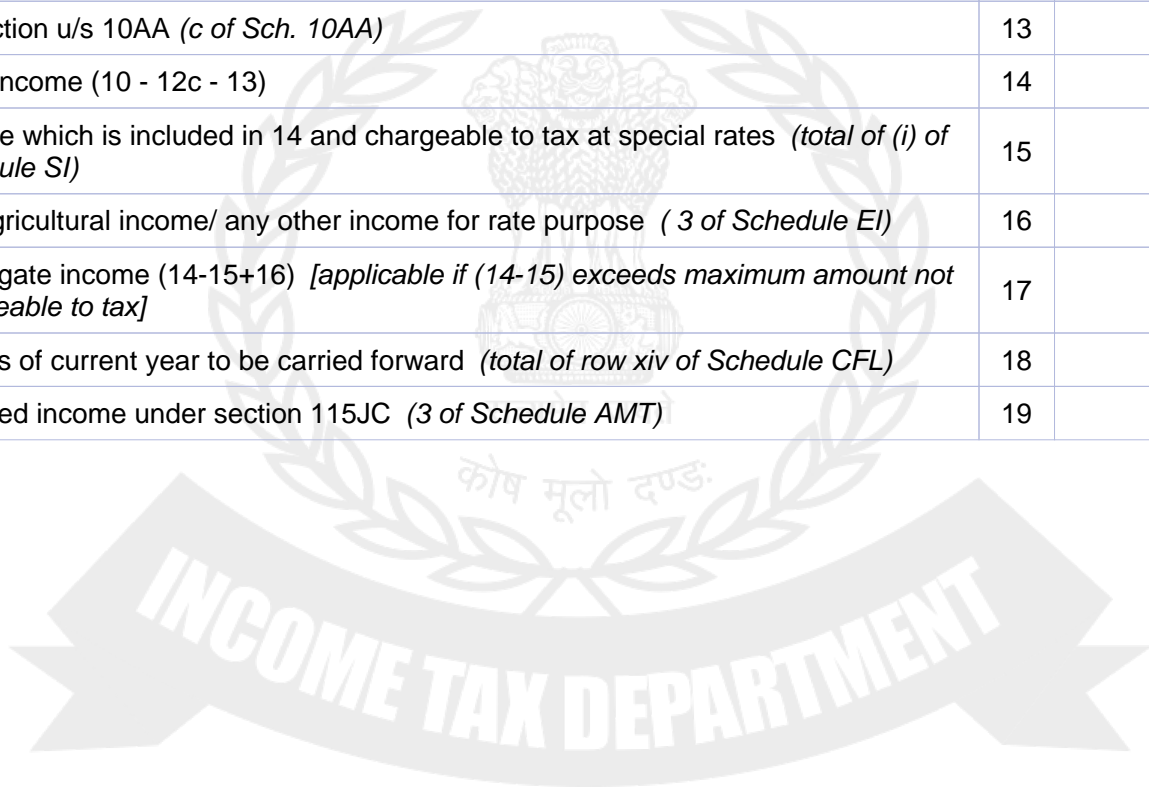 ction u/s 10AA (c of Sch. 10AA) 13
ncome (10 - 12c - 13) 14
e which is included in 14 and chargeable to tax at special rates (total of (i) of
ule SI) 15
gricultural income/ any other income for rate purpose ( 3 of Schedule EI) 16
gate income (14-15+16) [applicable if (14-15) exceeds maximum amount not
eable to tax] 17
s of current year to be carried forward (total of row xiv of Schedule CFL) 18
ed income under section 115JC (3 of Schedule AMT) 19
कोष मूलो दण्डः
INCOME TAX DEPARTMENT